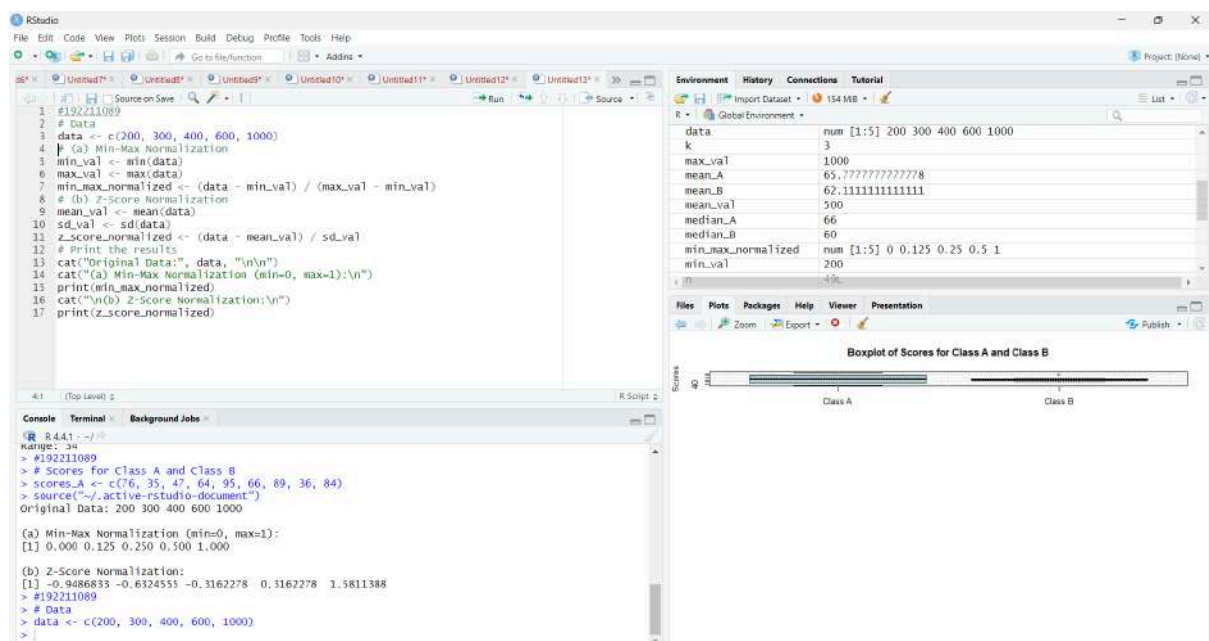 RStudio
File Edit Code View Plots Session Build Debug Profile Tools Help
Go to file/function Addins
Project: (None)
Untitled7* Untitled8* Untitled9* Untitled10* Untitled11* Untitled12* Untitled13*
Source on Save Run Source
1 #192211089
2 # Data
3 data <- c(200, 300, 400, 600, 1000)
4 # (a) Min-Max Normalization
5 min_val <- min(data)
6 max_val <- max(data)
7 min_max_normalized <- (data - min_val) / (max_val - min_val)
8 # (b) Z-Score Normalization
9 mean_val <- mean(data)
10 sd_val <- sd(data)
11 z_score_normalized <- (data - mean_val) / sd_val
12 # Print the results
13 cat("Original Data:", data, "\n\n")
14 cat("(a) Min-Max Normalization (min=0, max=1):\n")
15 print(min_max_normalized)
16 cat("\n(b) Z-Score Normalization:\n")
17 print(z_score_normalized)
4:1 (Top Level) R Script
Console Terminal Background Jobs
R 4.4.1 · ~/
Range: 54
> #192211089
> # Scores for Class A and Class B
> scores_A <- c(76, 35, 47, 64, 95, 66, 89, 36, 84)
> source("~/.active-rstudio-document")
Original Data: 200 300 400 600 1000
(a) Min-Max Normalization (min=0, max=1):
[1] 0.000 0.125 0.250 0.500 1.000
(b) Z-Score Normalization:
[1] -0.9486833 -0.6324555 -0.3162278 0.3162278 1.5811388
> #192211089
> # Data
> data <- c(200, 300, 400, 600, 1000)
>
Environment History Connections Tutorial
Import Dataset 154 MiB List
R Global Environment
data num [1:5] 200 300 400 600 1000
k 3
max_val 1000
mean_A 65.7777777777778
mean_B 62.1111111111111
mean_val 500
median_A 66
median_B 60
min_max_normalized num [1:5] 0 0.125 0.25 0.5 1
min_val 200
n
Files Plots Packages Help Viewer Presentation
Zoom Export Publish
Boxplot of Scores for Class A and Class B
Scores
40
Class A Class B